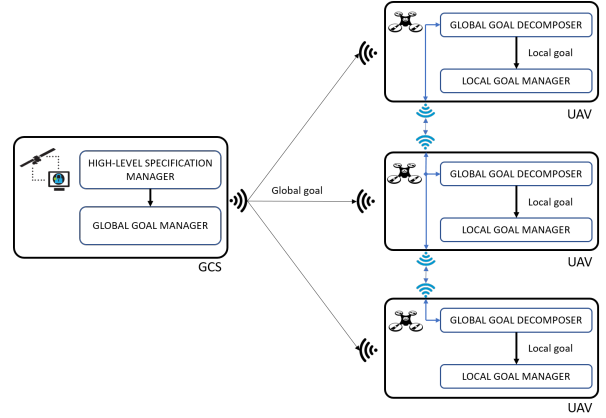 GLOBAL GOAL DECOMPOSER
Local goal
LOCAL GOAL MANAGER
UAV
HIGH-LEVEL SPECIFICATION
MANAGER
GLOBAL GOAL MANAGER
GCS
Global goal
GLOBAL GOAL DECOMPOSER
Local goal
LOCAL GOAL MANAGER
UAV
GLOBAL GOAL DECOMPOSER
Local goal
LOCAL GOAL MANAGER
UAV